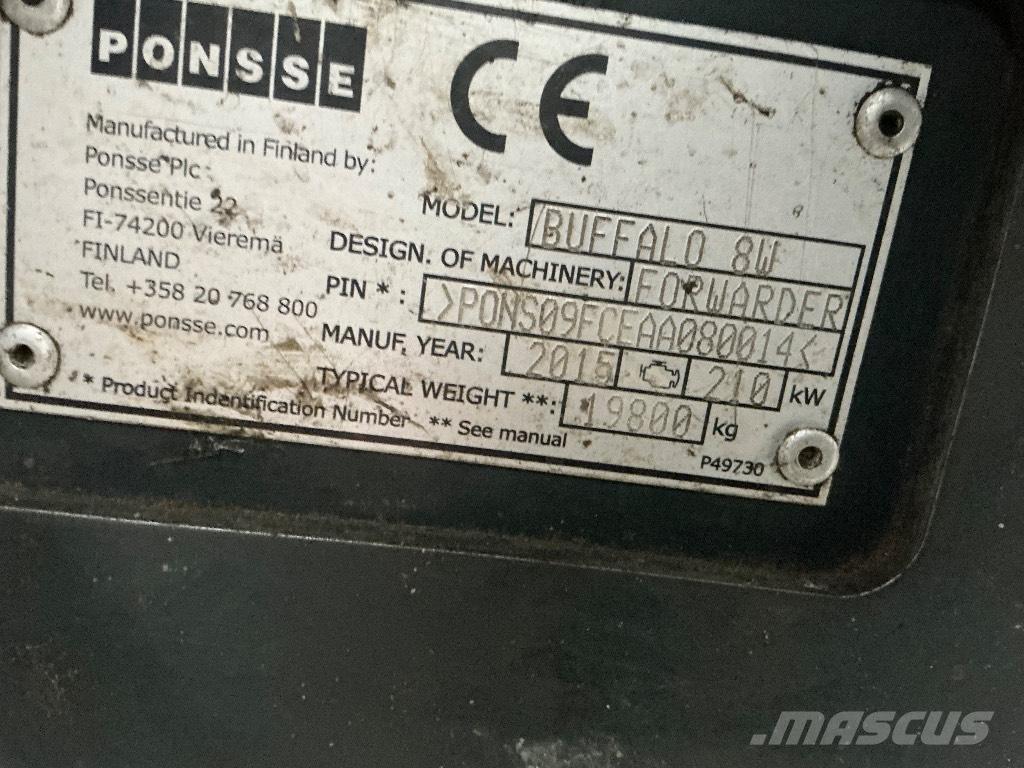 PONSSE
CE
Manufactured in Finland by:
Ponsse Plc
Ponssentie 22
FI-74200 Vieremä
FINLAND
Tel. +358 20 768 800
www.ponsse.com
MODEL: BUFFALO 8W
DESIGN. OF MACHINERY: FORWARDER
PIN * : >PONS09FCEAA080014<
MANUF. YEAR: 2015 210 kW
TYPICAL WEIGHT **: 19800 kg
* Product Indentification Number ** See manual
P49730
.MASCUS